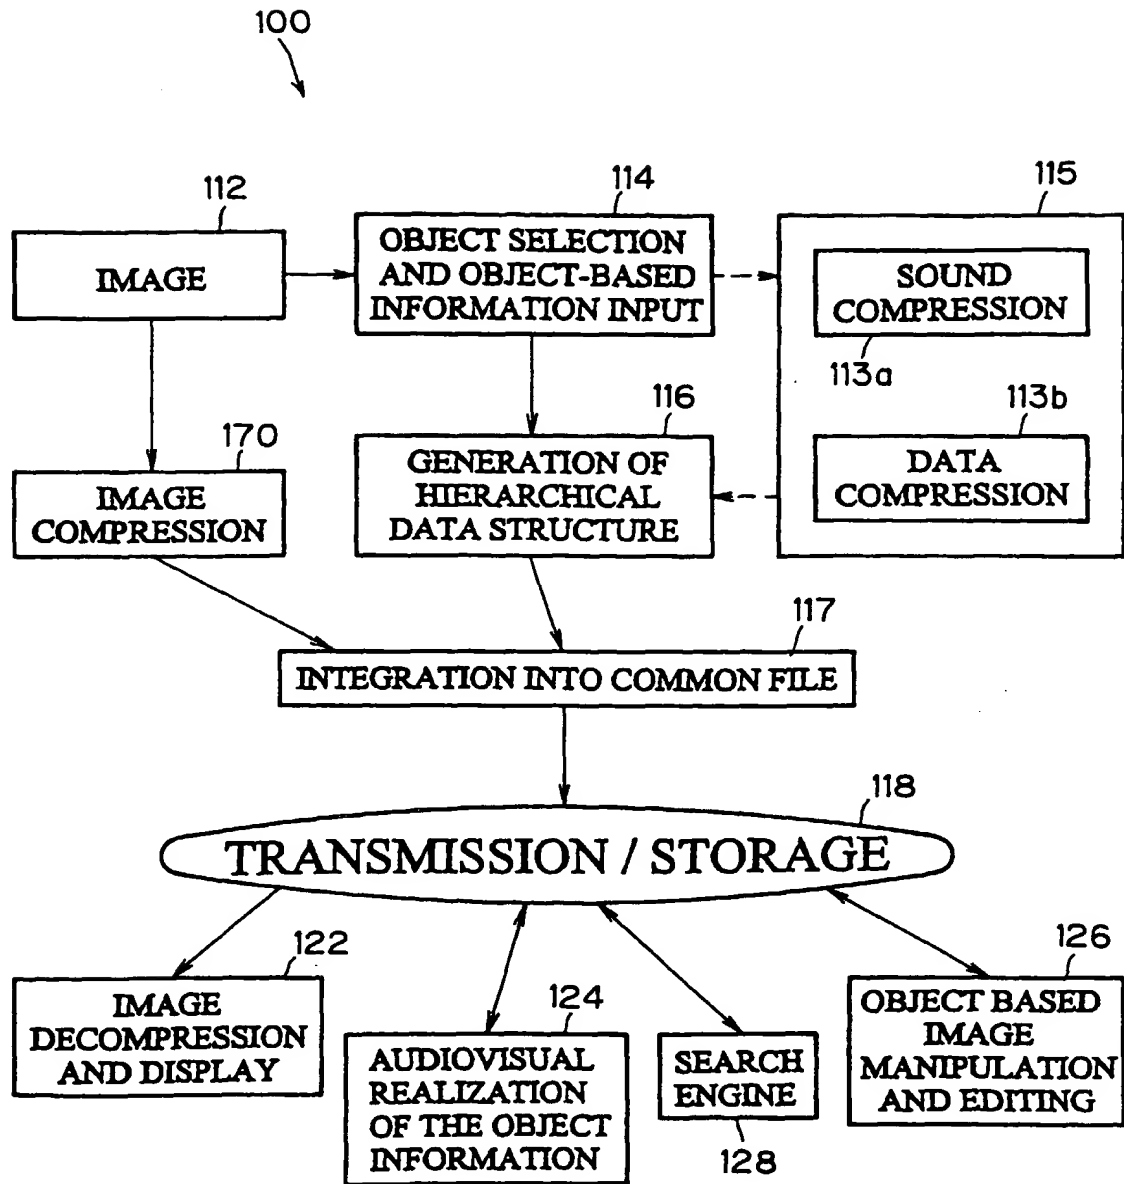 100
112
114
115
IMAGE
OBJECT SELECTION
AND OBJECT-BASED
INFORMATION INPUT
SOUND
COMPRESSION
113a
170
116
113b
IMAGE
COMPRESSION
GENERATION OF
HIERARCHICAL
DATA STRUCTURE
DATA
COMPRESSION
117
INTEGRATION INTO COMMON FILE
118
TRANSMISSION / STORAGE
122
124
126
IMAGE
DECOMPRESSION
AND DISPLAY
AUDIOVISUAL
REALIZATION
OF THE OBJECT
INFORMATION
SEARCH
ENGINE
128
OBJECT BASED
IMAGE
MANIPULATION
AND EDITING